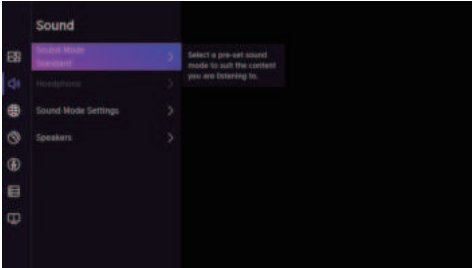 Sound
Sound Mode
Standard
Select a pre-set sound
mode to suit the content
you are listening to.
Headphone
Sound Mode Settings
Speakers